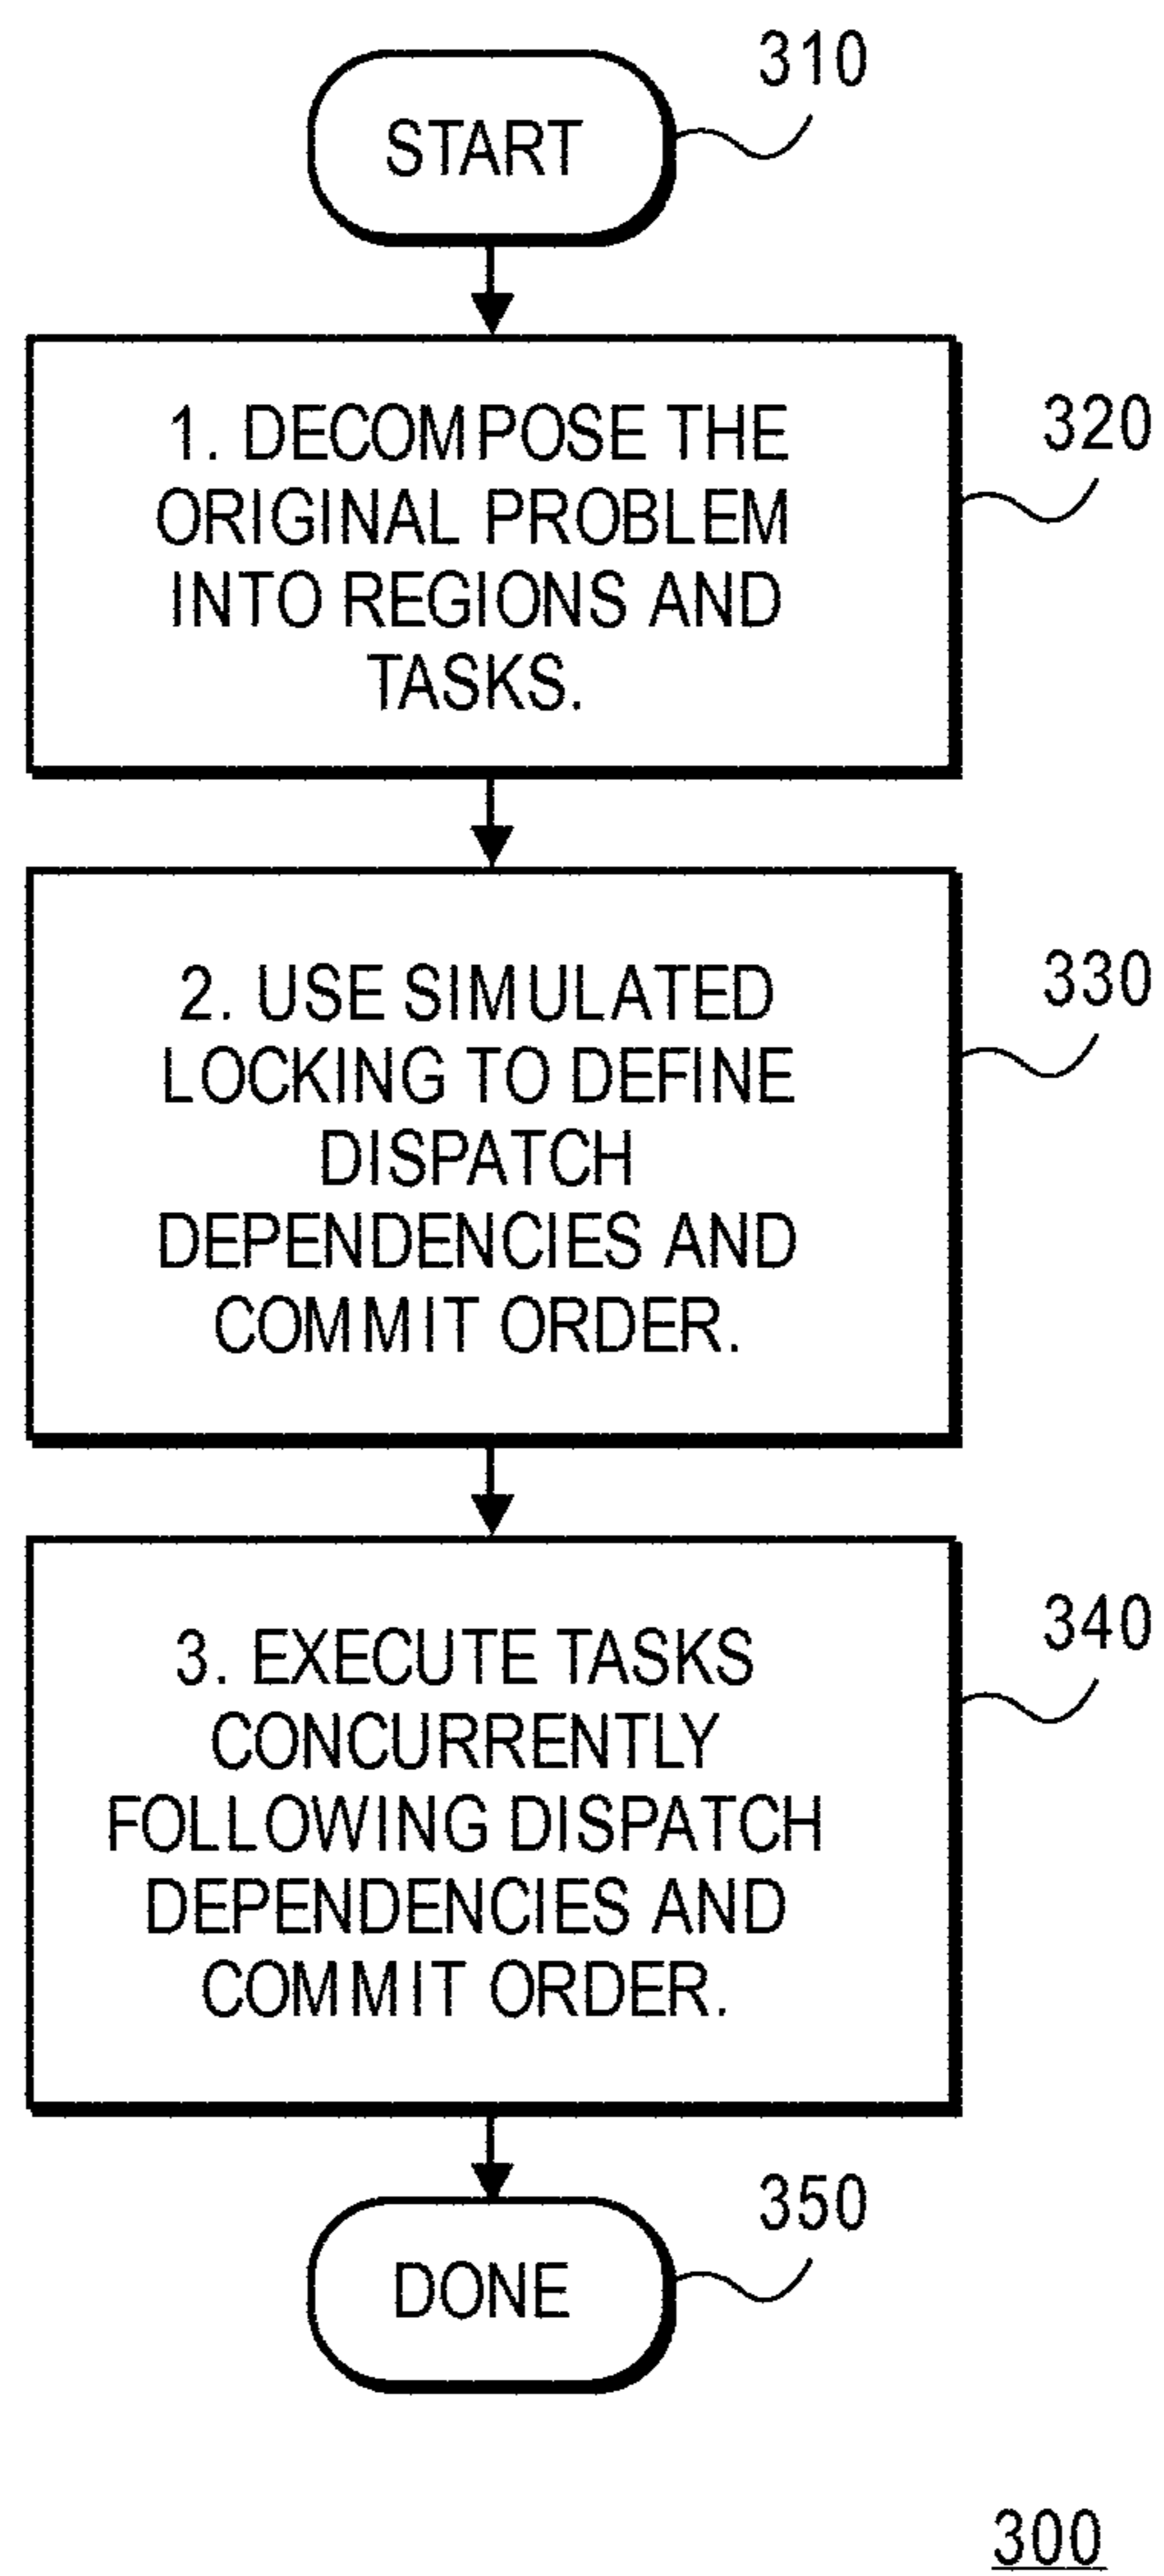 310
START
320
1. DECOMPOSE THE
ORIGINAL PROBLEM
INTO REGIONS AND
TASKS.
330
2. USE SIMULATED
LOCKING TO DEFINE
DISPATCH
DEPENDENCIES AND
COMMIT ORDER.
340
3. EXECUTE TASKS
CONCURRENTLY
FOLLOWING DISPATCH
DEPENDENCIES AND
COMMIT ORDER.
350
DONE
300